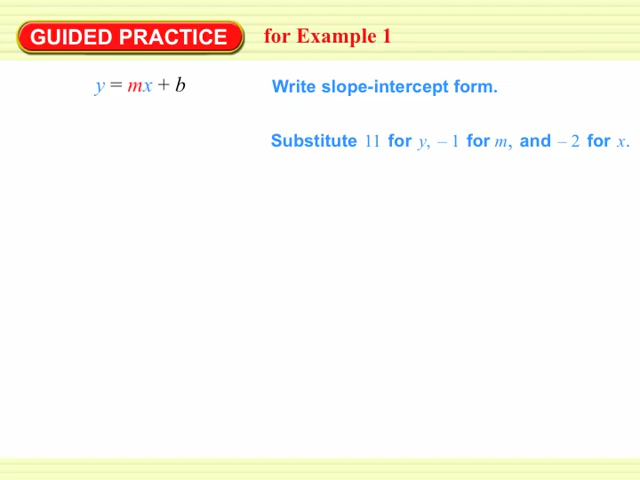 GUIDED PRACTICE for Example 1
y = mx + b Write slope-intercept form.
Substitute 11 for y, – 1 for m, and – 2 for x.